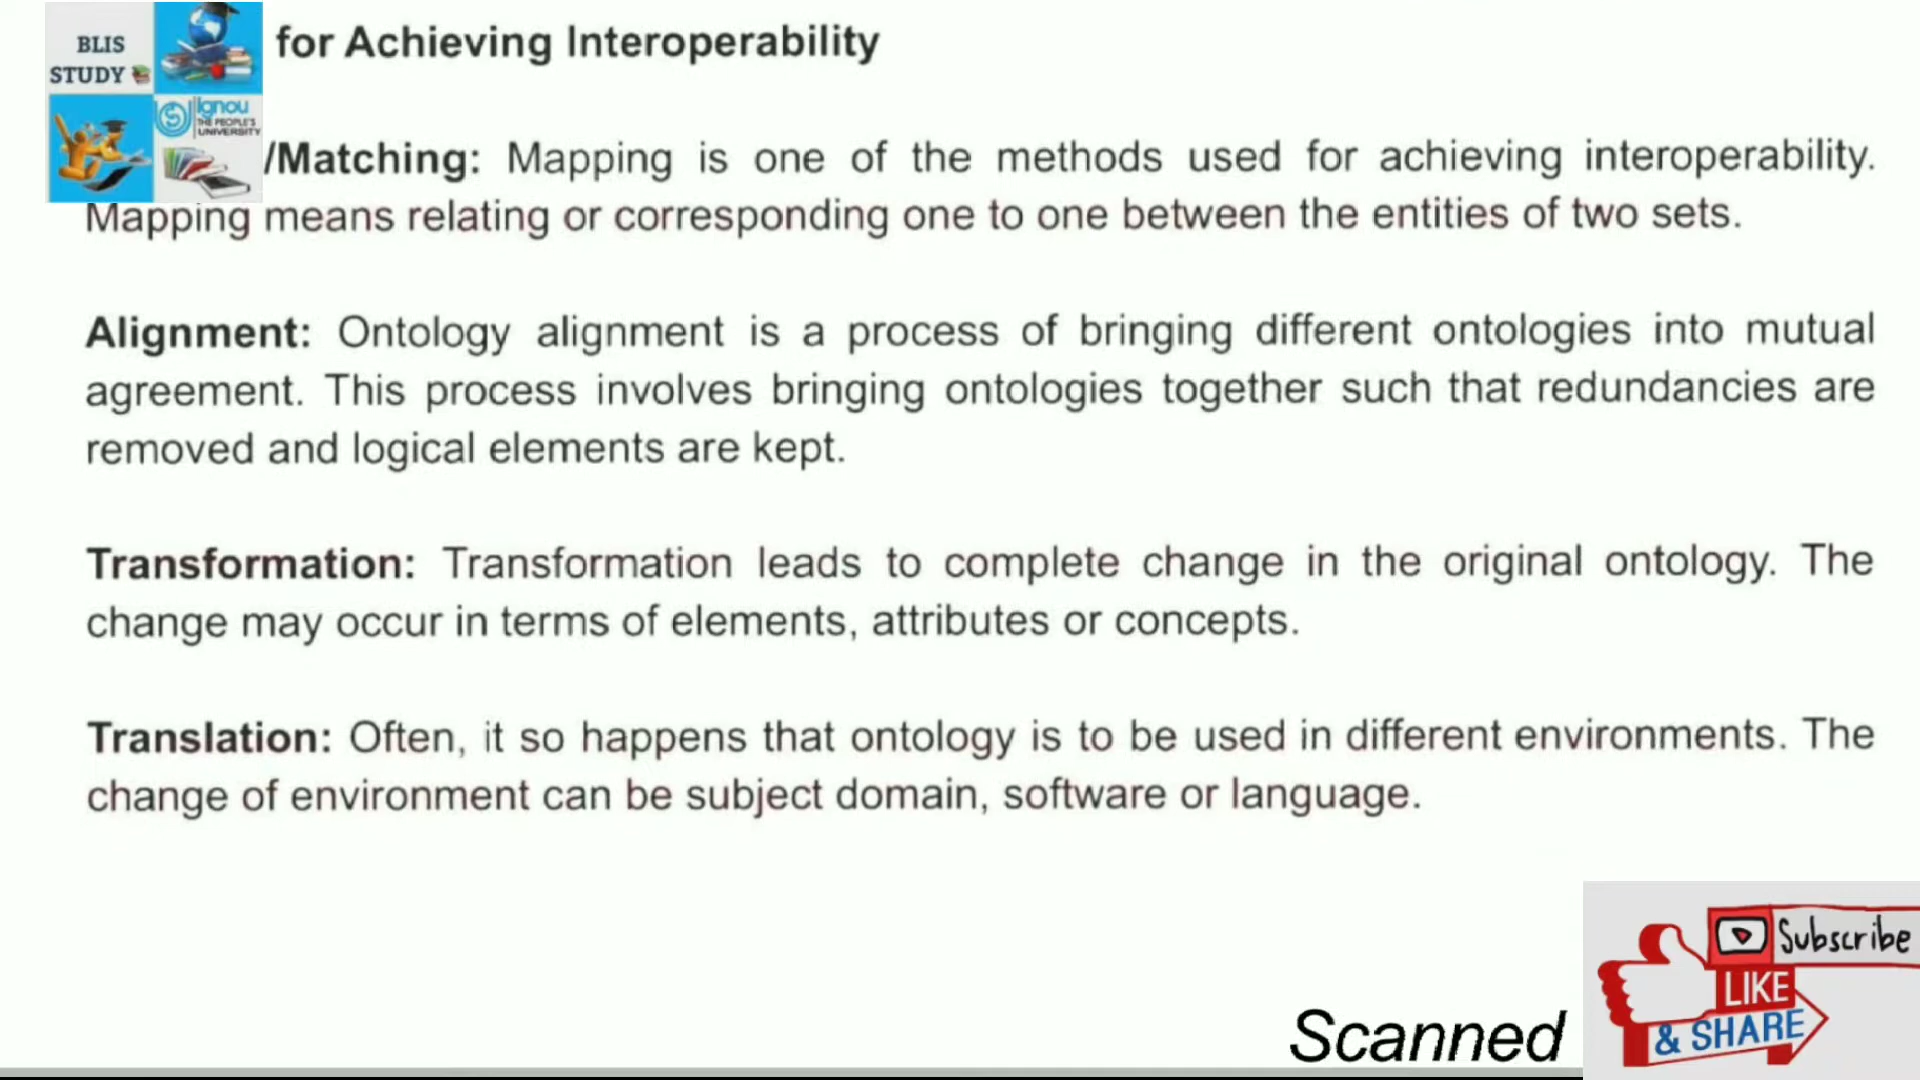 BLIS
STUDY
ignou
THE PEOPLE'S
UNIVERSITY
for Achieving Interoperability
/Matching: Mapping is one of the methods used for achieving interoperability.
Mapping means relating or corresponding one to one between the entities of two sets.
Alignment: Ontology alignment is a process of bringing different ontologies into mutual
agreement. This process involves bringing ontologies together such that redundancies are
removed and logical elements are kept.
Transformation: Transformation leads to complete change in the original ontology. The
change may occur in terms of elements, attributes or concepts.
Translation: Often, it so happens that ontology is to be used in different environments. The
change of environment can be subject domain, software or language.
Scanned
Subscribe
LIKE
& SHARE